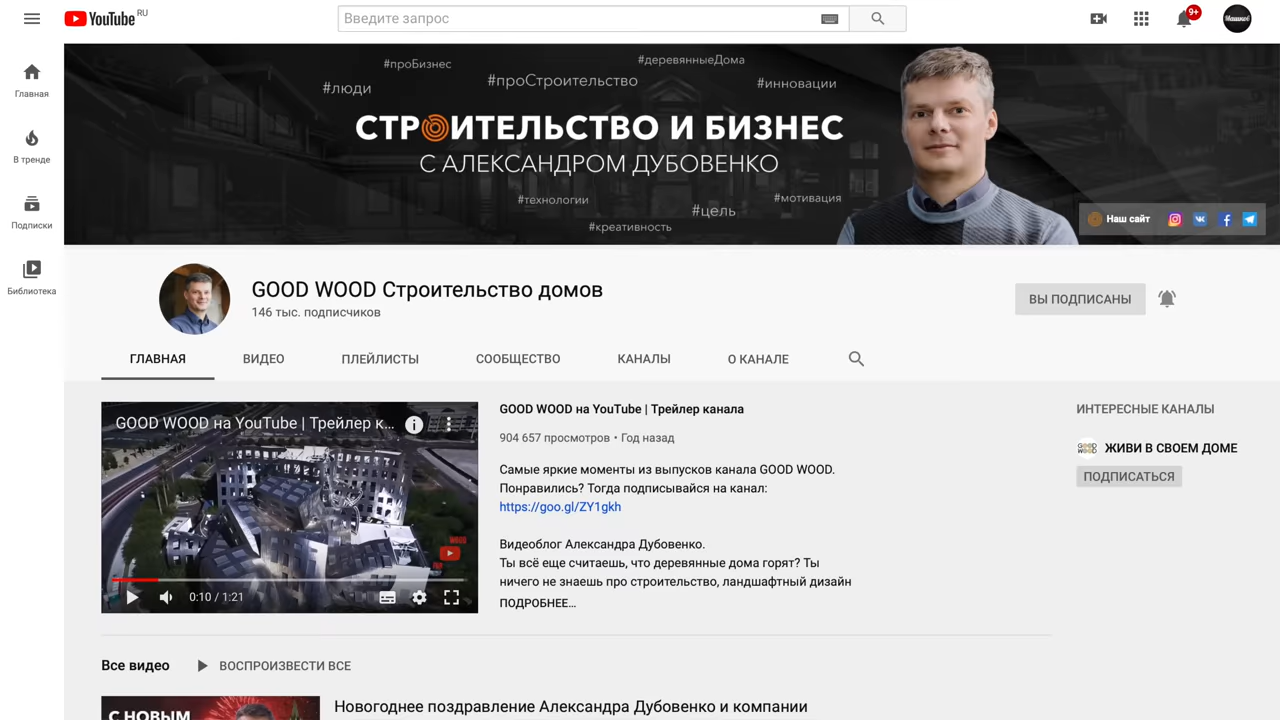 YouTube RU
Введите запрос
9+
Машков
Главная
В тренде
Подписки
Библиотека
#проБизнес
#деревянныеДома
#люди
#проСтроительство
#инновации
СТРОИТЕЛЬСТВО И БИЗНЕС
С АЛЕКСАНДРОМ ДУБОВЕНКО
#технологии
#мотивация
#цель
#креативность
Наш сайт
GOOD WOOD Строительство домов
146 тыс. подписчиков
ВЫ ПОДПИСАНЫ
ГЛАВНАЯ ВИДЕО ПЛЕЙЛИСТЫ СООБЩЕСТВО КАНАЛЫ О КАНАЛЕ
GOOD WOOD на YouTube | Трейлер к...
0:10 / 1:21
GOOD WOOD на YouTube | Трейлер канала
904 657 просмотров • Год назад
Самые яркие моменты из выпусков канала GOOD WOOD.
Понравились? Тогда подписывайся на канал:
https://goo.gl/ZY1gkh
Видеоблог Александра Дубовенко.
Ты всё еще считаешь, что деревянные дома горят? Ты
ничего не знаешь про строительство, ландшафтный дизайн
ПОДРОБНЕЕ...
ИНТЕРЕСНЫЕ КАНАЛЫ
GOOD
WOOD
ЖИВИ В СВОЕМ ДОМЕ
ПОДПИСАТЬСЯ
Все видео ВОСПРОИЗВЕСТИ ВСЕ
С НОВЫМ
Новогоднее поздравление Александра Дубовенко и компании